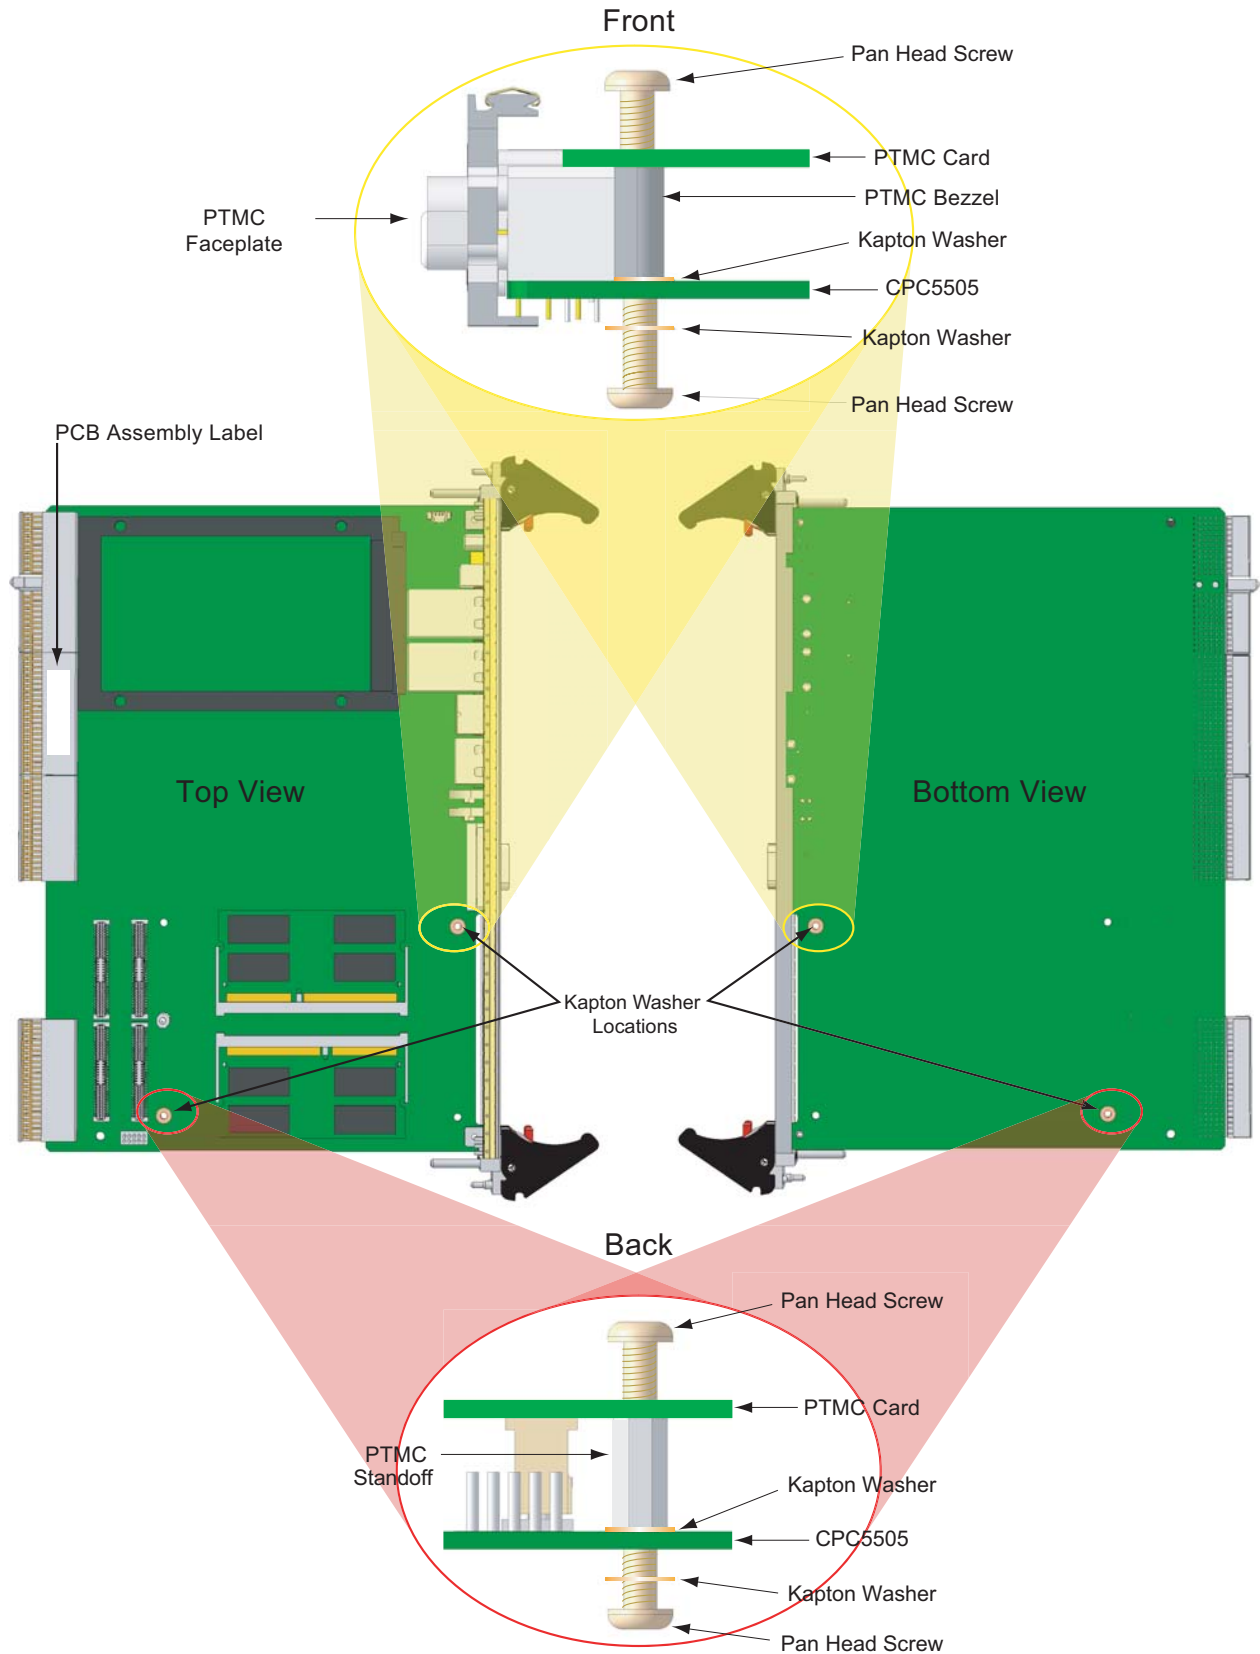 Front
Pan Head Screw
PTMC Card
PTMC Bezzel
PTMC
Faceplate
Kapton Washer
CPC5505
Kapton Washer
Pan Head Screw
PCB Assembly Label
Top View
Bottom View
Kapton Washer
Locations
Back
Pan Head Screw
PTMC Card
PTMC
Standoff
Kapton Washer
CPC5505
Kapton Washer
Pan Head Screw